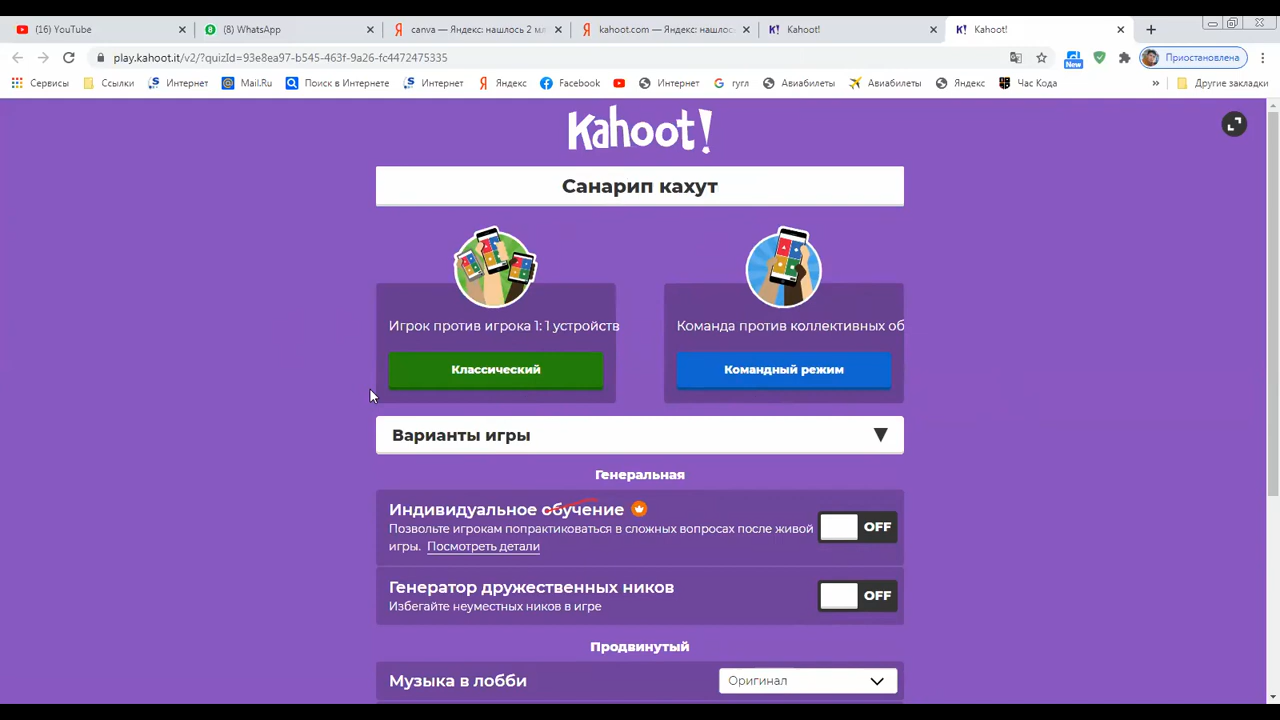 (16) YouTube
(8) WhatsApp
canva — Яндекс: нашлось 2 мл
kahoot.com — Яндекс: нашлось
Kahoot!
Kahoot!
play.kahoot.it/v2/?quizId=93e8ea97-b545-463f-9a26-fc4472475335
New
Приостановлена
Сервисы
Ссылки
Интернет
Mail.Ru
Поиск в Интернете
Интернет
Яндекс
Facebook
Интернет
гугл
Авиабилеты
Авиабилеты
Яндекс
Час Кода
»
Другие закладки
Kahoot!
Санарип кахут
Игрок против игрока 1: 1 устройств
Команда против коллективных об
Классический
Командный режим
Варианты игры
Генеральная
Индивидуальное обучение
OFF
Позвольте игрокам попрактиковаться в сложных вопросах после живой
игры. Посмотреть детали
Генератор дружественных ников
OFF
Избегайте неуместных ников в игре
Продвинутый
Музыка в лобби
Оригинал